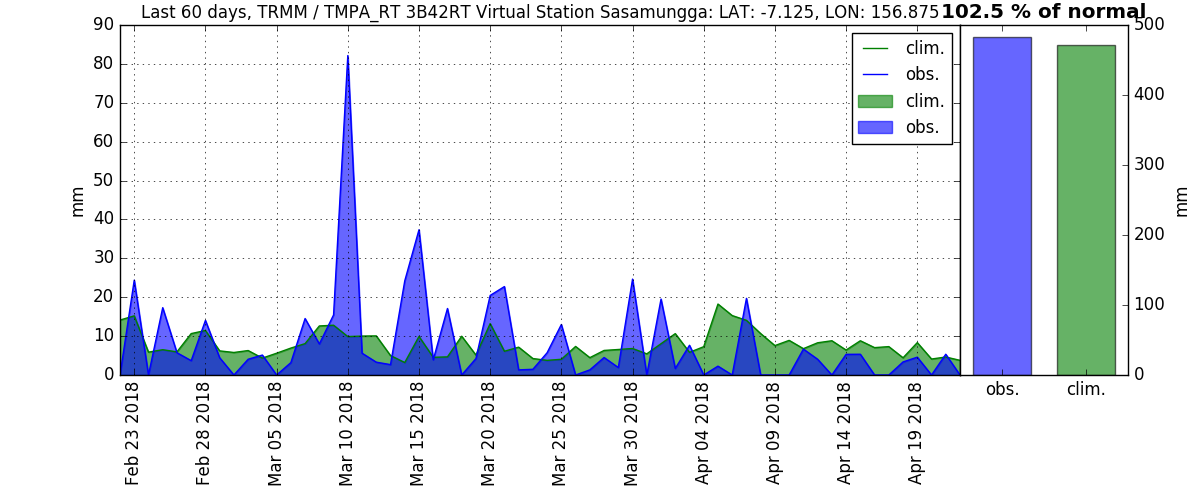 Last 60 days, TRMM / TMPA_RT 3B42RT Virtual Station Sasamungga: LAT: -7.125, LON: 156.875
102.5 % of normal
90
80
70
60
50
40
30
20
10
0
mm
clim.
obs.
clim.
obs.
Feb 23 2018
Feb 28 2018
Mar 05 2018
Mar 10 2018
Mar 15 2018
Mar 20 2018
Mar 25 2018
Mar 30 2018
Apr 04 2018
Apr 09 2018
Apr 14 2018
Apr 19 2018
500
400
300
200
100
0
mm
obs.
clim.